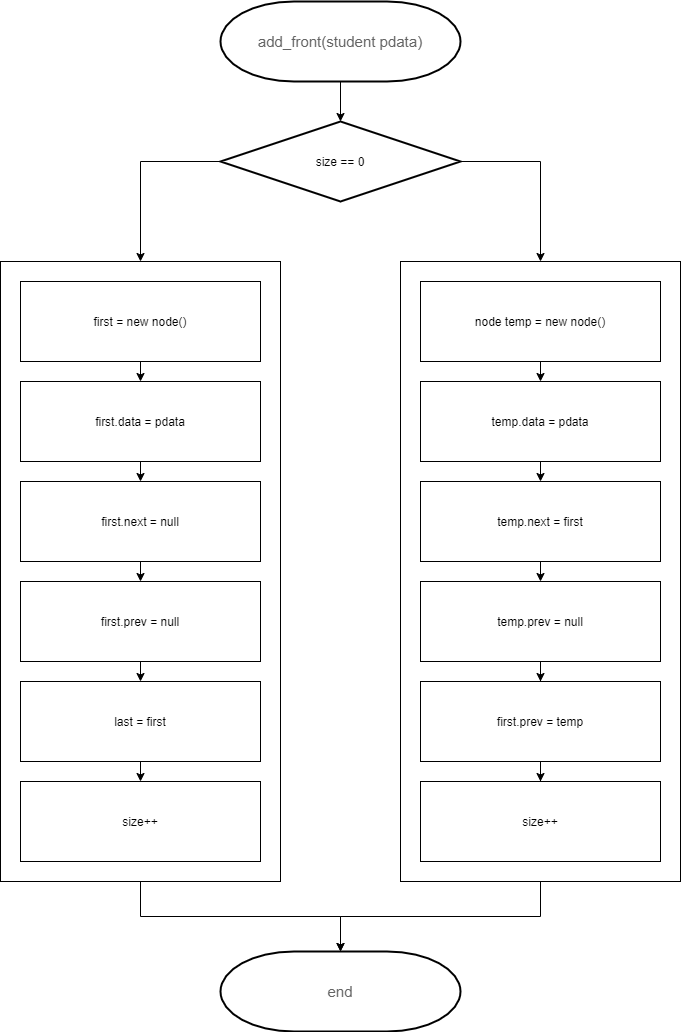 add_front(student pdata)
size == 0
first = new node()
first.data = pdata
first.next = null
first.prev = null
last = first
size++
node temp = new node()
temp.data = pdata
temp.next = first
temp.prev = null
first.prev = temp
size++
end